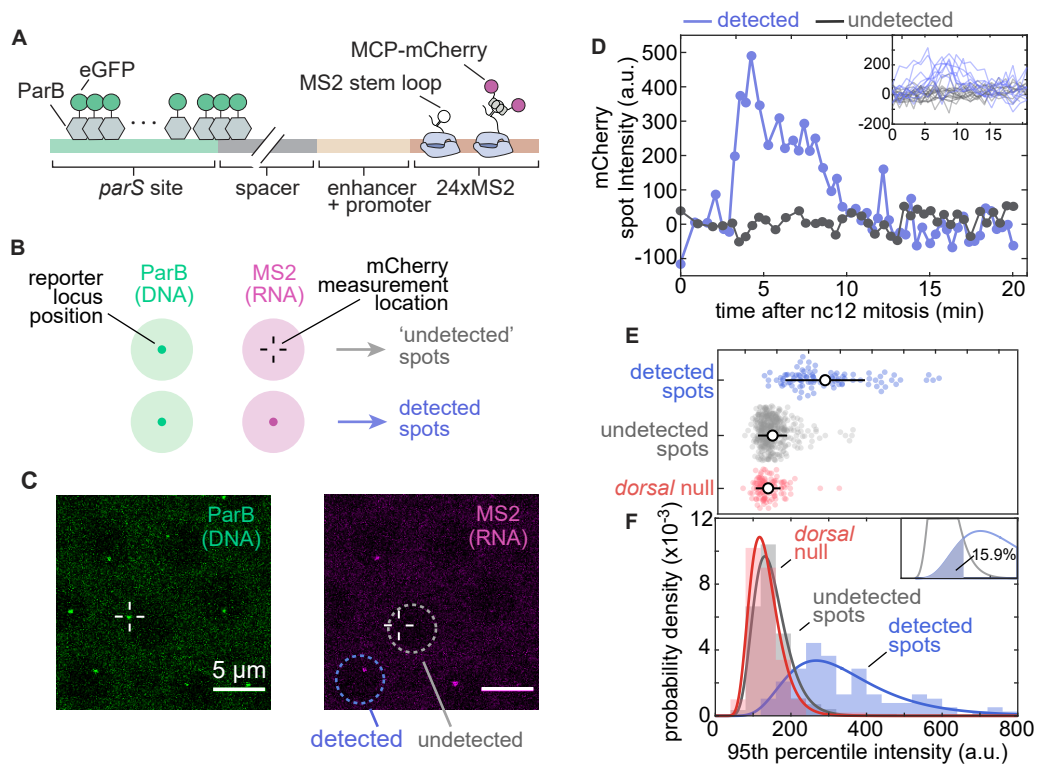 A
MCP-mCherry
eGFP
ParB
MS2 stem loop
parS site
spacer
enhancer
+ promoter
24xMS2
B
reporter
locus
position
ParB
(DNA)
MS2
(RNA)
mCherry
measurement
location
‘undetected’
spots
detected
spots
C
ParB
(DNA)
5 µm
MS2
(RNA)
detected
undetected
detected
undetected
D
mCherry
spot Intensity (a.u.)
500
400
300
200
100
0
-100
0
5
10
15
20
time after nc12 mitosis (min)
200
0
-200
0
5
10
15
20
E
detected
spots
undetected
spots
dorsal null
F
probability density (x10⁻³)
12
8
4
0
dorsal
null
undetected
spots
detected
spots
15.9%
0
200
400
600
800
95th percentile intensity (a.u.)